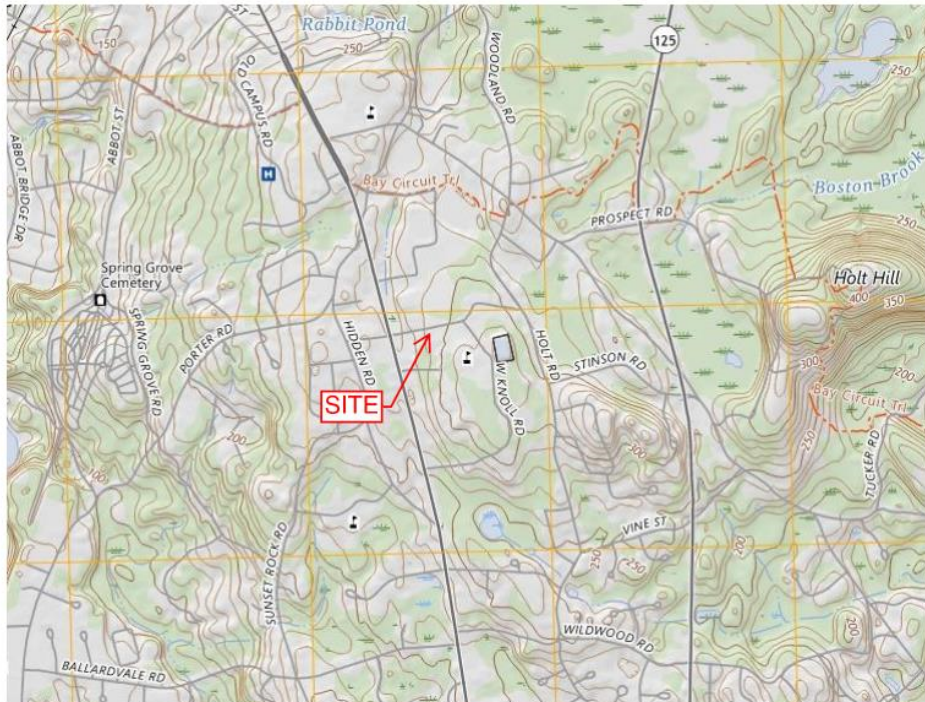 ST
Rabbit Pond
250
125
150
250
OLD
CAMPUS RD
WOODLAND RD
ABBOT ST
ABBOT BRIDGE DR
H
Bay Circuit Trl
Boston Brook
PROSPECT RD
250
Spring Grove
Cemetery
Holt Hill
400
350
SPRING GROVE RD
PORTER RD
HIDDEN RD
HOLT RD
STINSON RD
300
200
W KNOLL RD
SITE
Bay Circuit Trl
200
300
250
TUCKER RD
100
SUNSET ROCK RD
VINE ST
200
250
250
WILDWOOD RD
200
BALLARDVALE RD